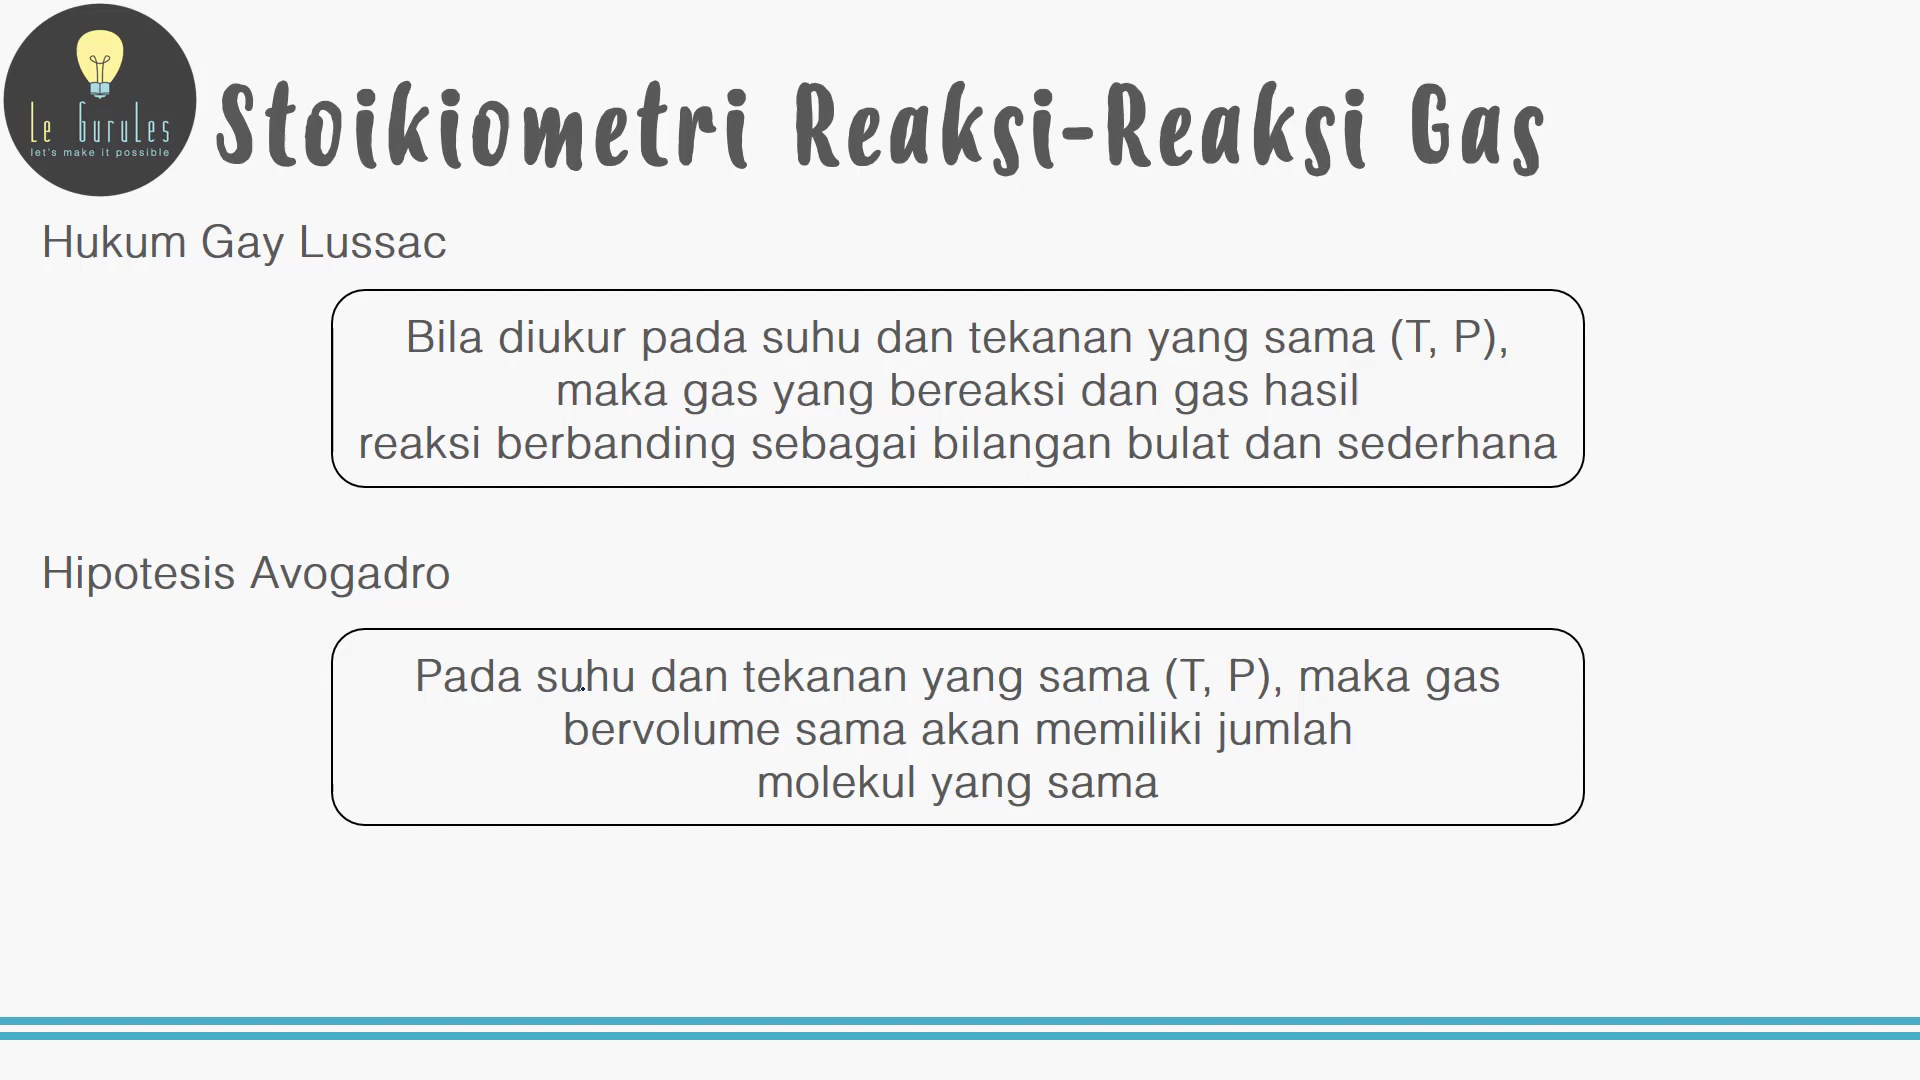 Le GuruLes
let's make it possible
Stoikiometri Reaksi-Reaksi Gas
Hukum Gay Lussac
Bila diukur pada suhu dan tekanan yang sama (T, P),
maka gas yang bereaksi dan gas hasil
reaksi berbanding sebagai bilangan bulat dan sederhana
Hipotesis Avogadro
Pada suhu dan tekanan yang sama (T, P), maka gas
bervolume sama akan memiliki jumlah
molekul yang sama